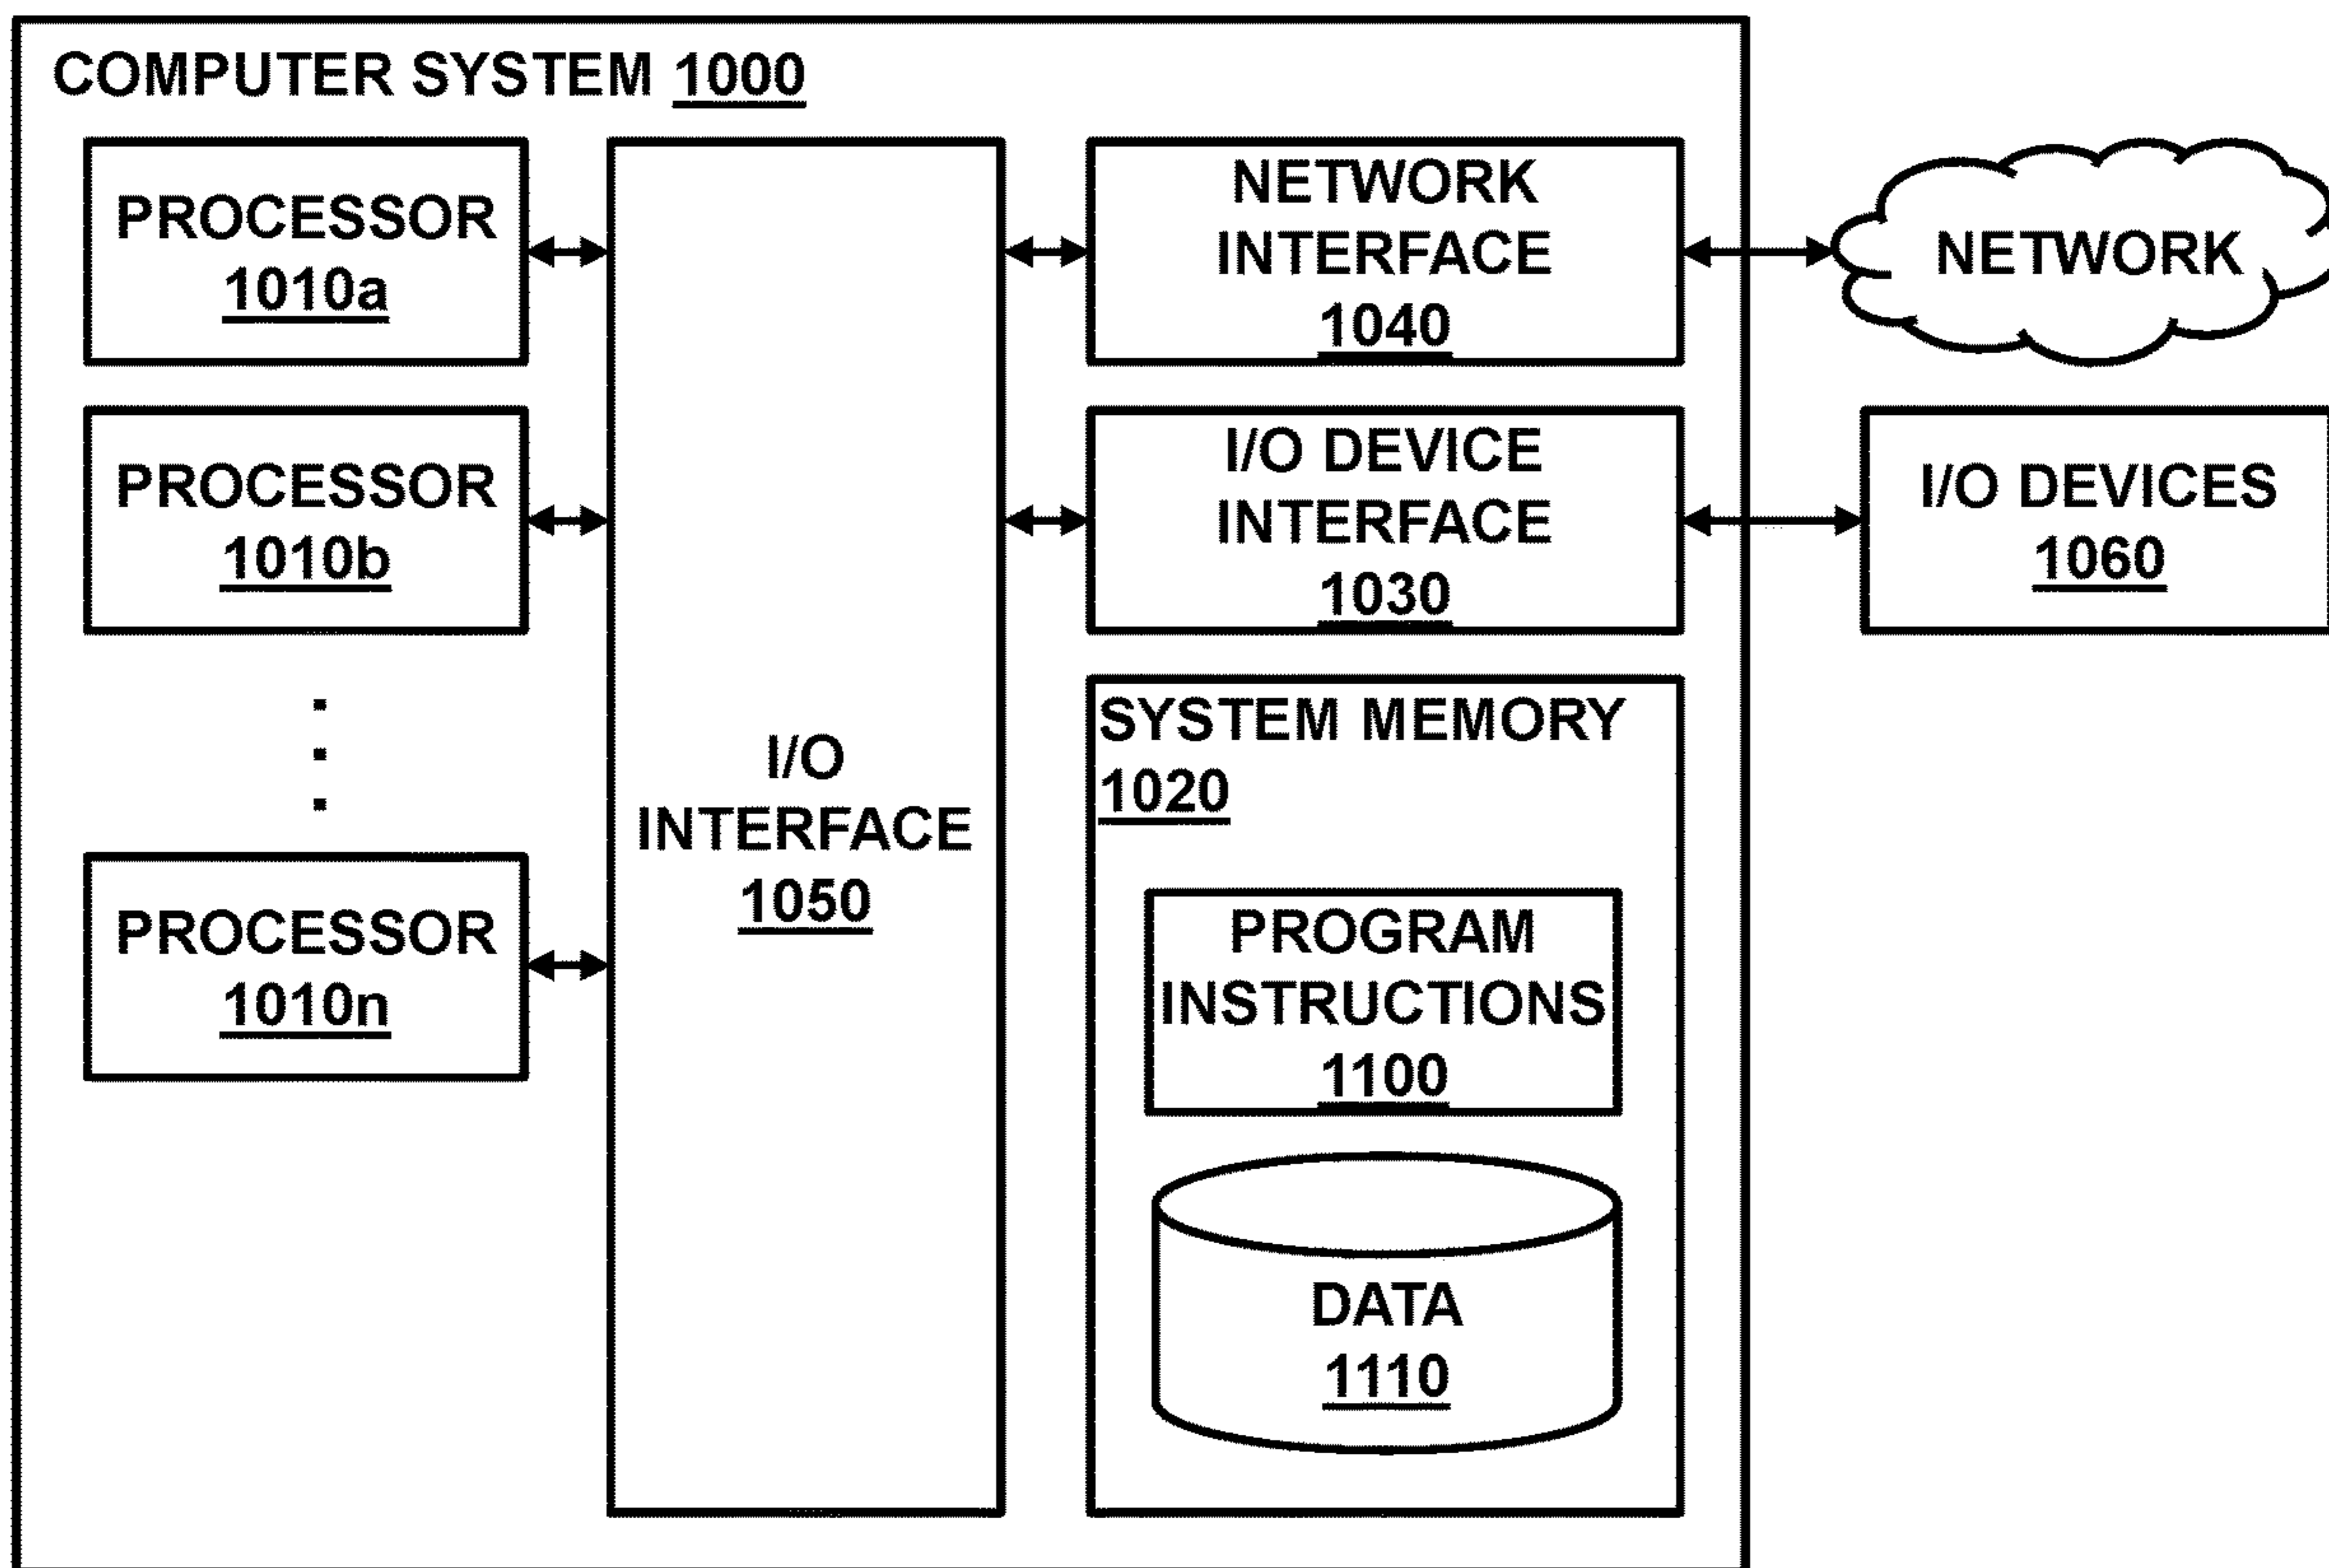 COMPUTER SYSTEM 1000
PROCESSOR
1010a
PROCESSOR
1010b
PROCESSOR
1010n
I/O
INTERFACE
1050
NETWORK
INTERFACE
1040
I/O DEVICE
INTERFACE
1030
SYSTEM MEMORY
1020
PROGRAM
INSTRUCTIONS
1100
DATA
1110
NETWORK
I/O DEVICES
1060